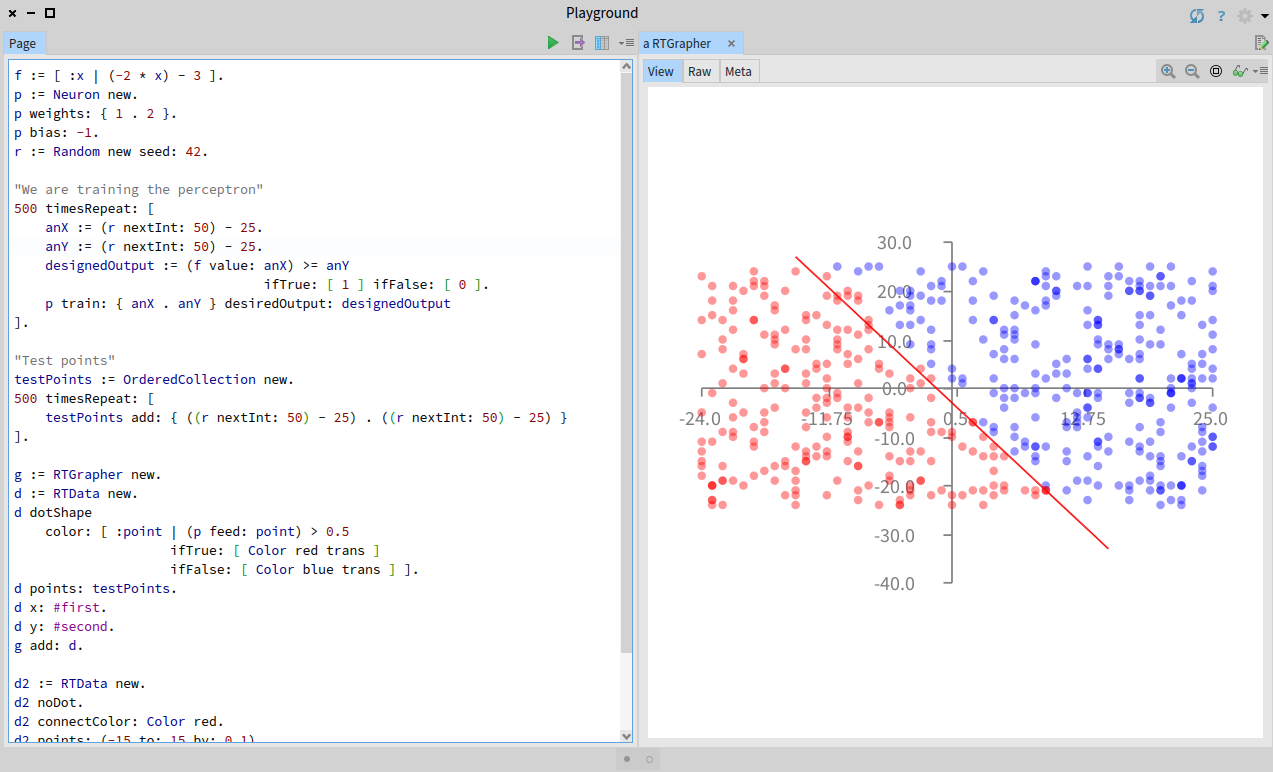 Playground
?
Page
f := [ :x | (-2 * x) - 3 ].
p := Neuron new.
p weights: { 1 . 2 }.
p bias: -1.
r := Random new seed: 42.
"We are training the perceptron"
500 timesRepeat: [
anX := (r nextInt: 50) - 25.
anY := (r nextInt: 50) - 25.
designedOutput := (f value: anX) >= anY
ifTrue: [ 1 ] ifFalse: [ 0 ].
p train: { anX . anY } desiredOutput: designedOutput
].
"Test points"
testPoints := OrderedCollection new.
500 timesRepeat: [
testPoints add: { ((r nextInt: 50) - 25) . ((r nextInt: 50) - 25) }
].
g := RTGrapher new.
d := RTData new.
d dotShape
color: [ :point | (p feed: point) > 0.5
ifTrue: [ Color red trans ]
ifFalse: [ Color blue trans ] ].
d points: testPoints.
d x: #first.
d y: #second.
g add: d.
d2 := RTData new.
d2 noDot.
d2 connectColor: Color red.
d2 points: (-15 to: 15 by: 0.1).
a RTGrapher ×
View Raw Meta
30.0
20.0
10.0
0.0
-24.0 -11.75 0.5 12.75 25.0
-10.0
-20.0
-30.0
-40.0